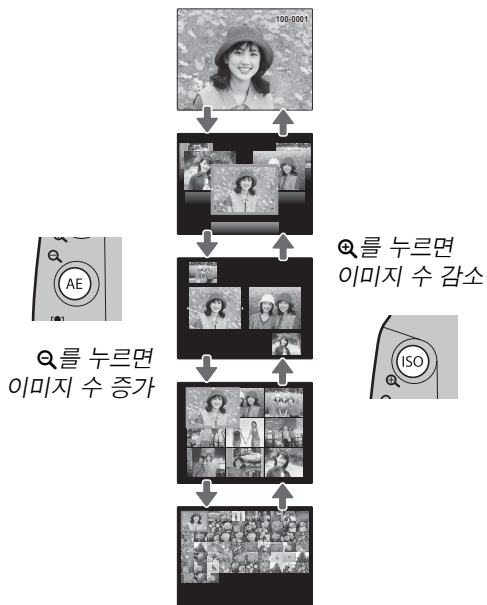 100-0001
를 누르면
이미지 수 감소
AE
ISO
를 누르면
이미지 수 증가